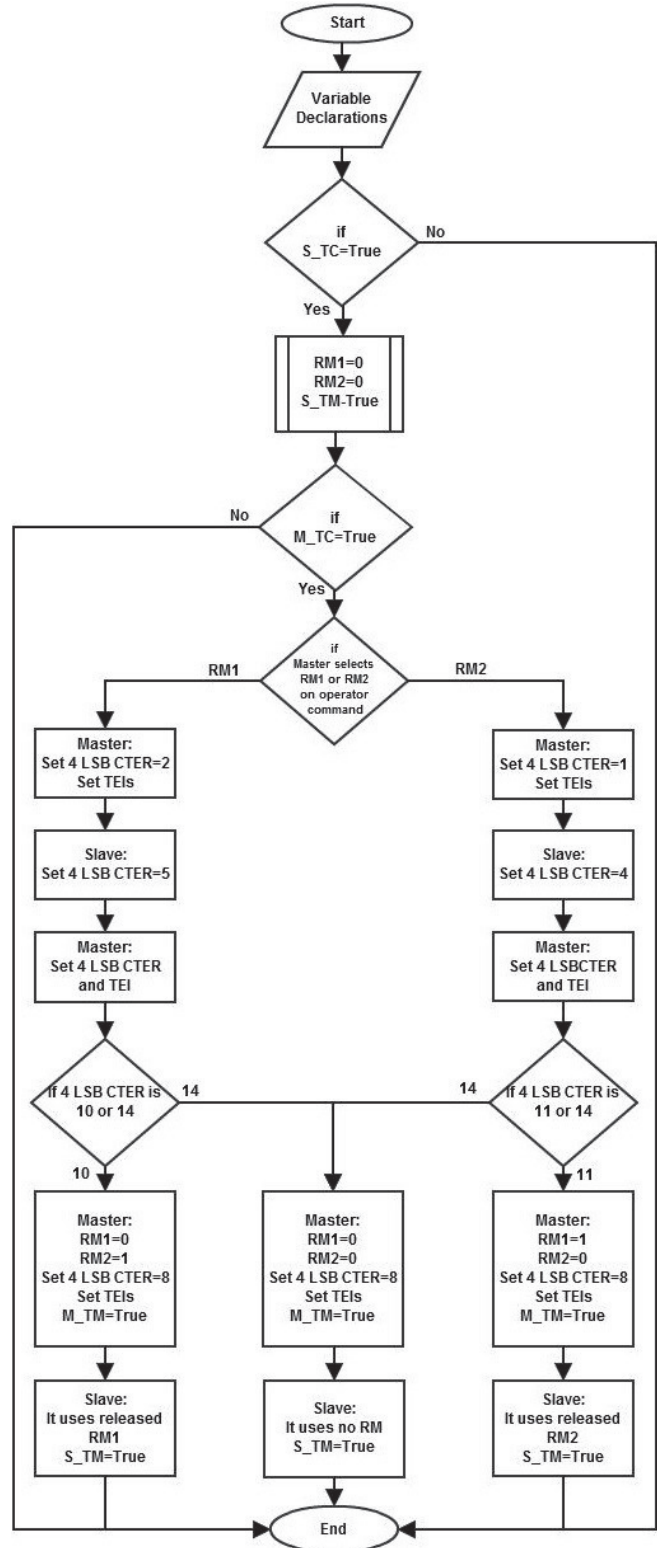 Start
Variable
Declarations
if
S_TC=True
No
Yes
RM1=0
RM2=0
S_TM-True
No
if
M_TC=True
Yes
if
Master selects
RM1 or RM2
on operator
command
RM1
RM2
Master:
Set 4 LSB CTER=2
Set TEIs
Master:
Set 4 LSB CTER=1
Set TEIs
Slave:
Set 4 LSB CTER=5
Slave:
Set 4 LSB CTER=4
Master:
Set 4 LSB CTER
and TEI
Master:
Set 4 LSBCTER
and TEI
If 4 LSB CTER is
10 or 14
14
14
If 4 LSB CTER is
11 or 14
10
11
Master:
RM1=0
RM2=1
Set 4 LSB CTER=8
Set TEIs
M_TM=True
Master:
RM1=0
RM2=0
Set 4 LSB CTER=8
Set TEIs
M_TM=True
Master:
RM1=1
RM2=0
Set 4 LSB CTER=8
Set TEIs
M_TM=True
Slave:
It uses released
RM1
S_TM=True
Slave:
It uses no RM
S_TM=True
Slave:
It uses released
RM2
S_TM=True
End